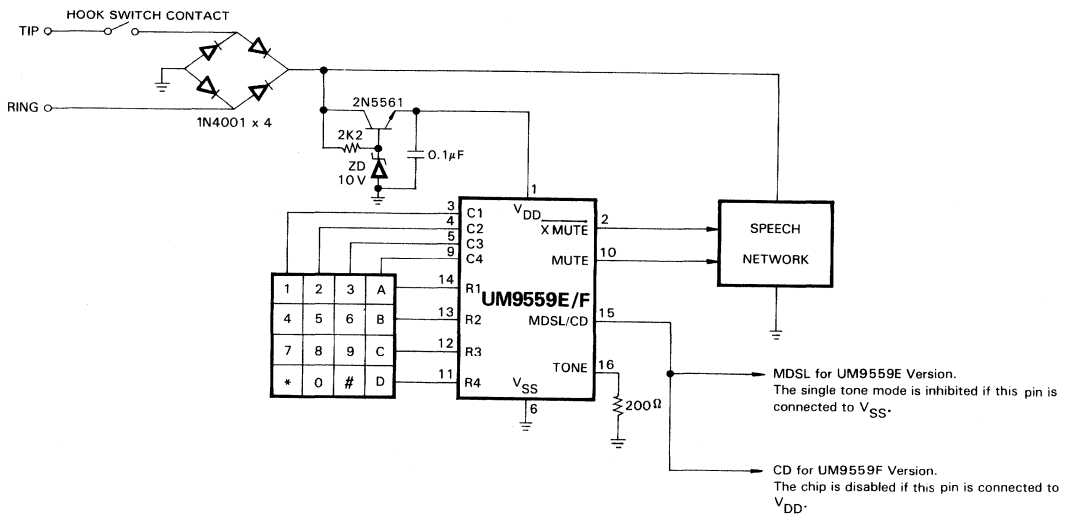 HOOK SWITCH CONTACT
TIP
RING
1N4001 x 4
2N5561
2K2
ZD
10V
0.1µF
1
VDD
3 C1
4 C2
5 C3
9 C4
14 R1
13 R2
12 R3
11 R4
UM9559E/F
X MUTE 2
MUTE 10
MDSL/CD 15
TONE 16
VSS
6
200Ω
1 2 3 A
4 5 6 B
7 8 9 C
* 0 # D
SPEECH
NETWORK
MDSL for UM9559E Version.
The single tone mode is inhibited if this pin is
connected to VSS.
CD for UM9559F Version.
The chip is disabled if this pin is connected to
VDD.